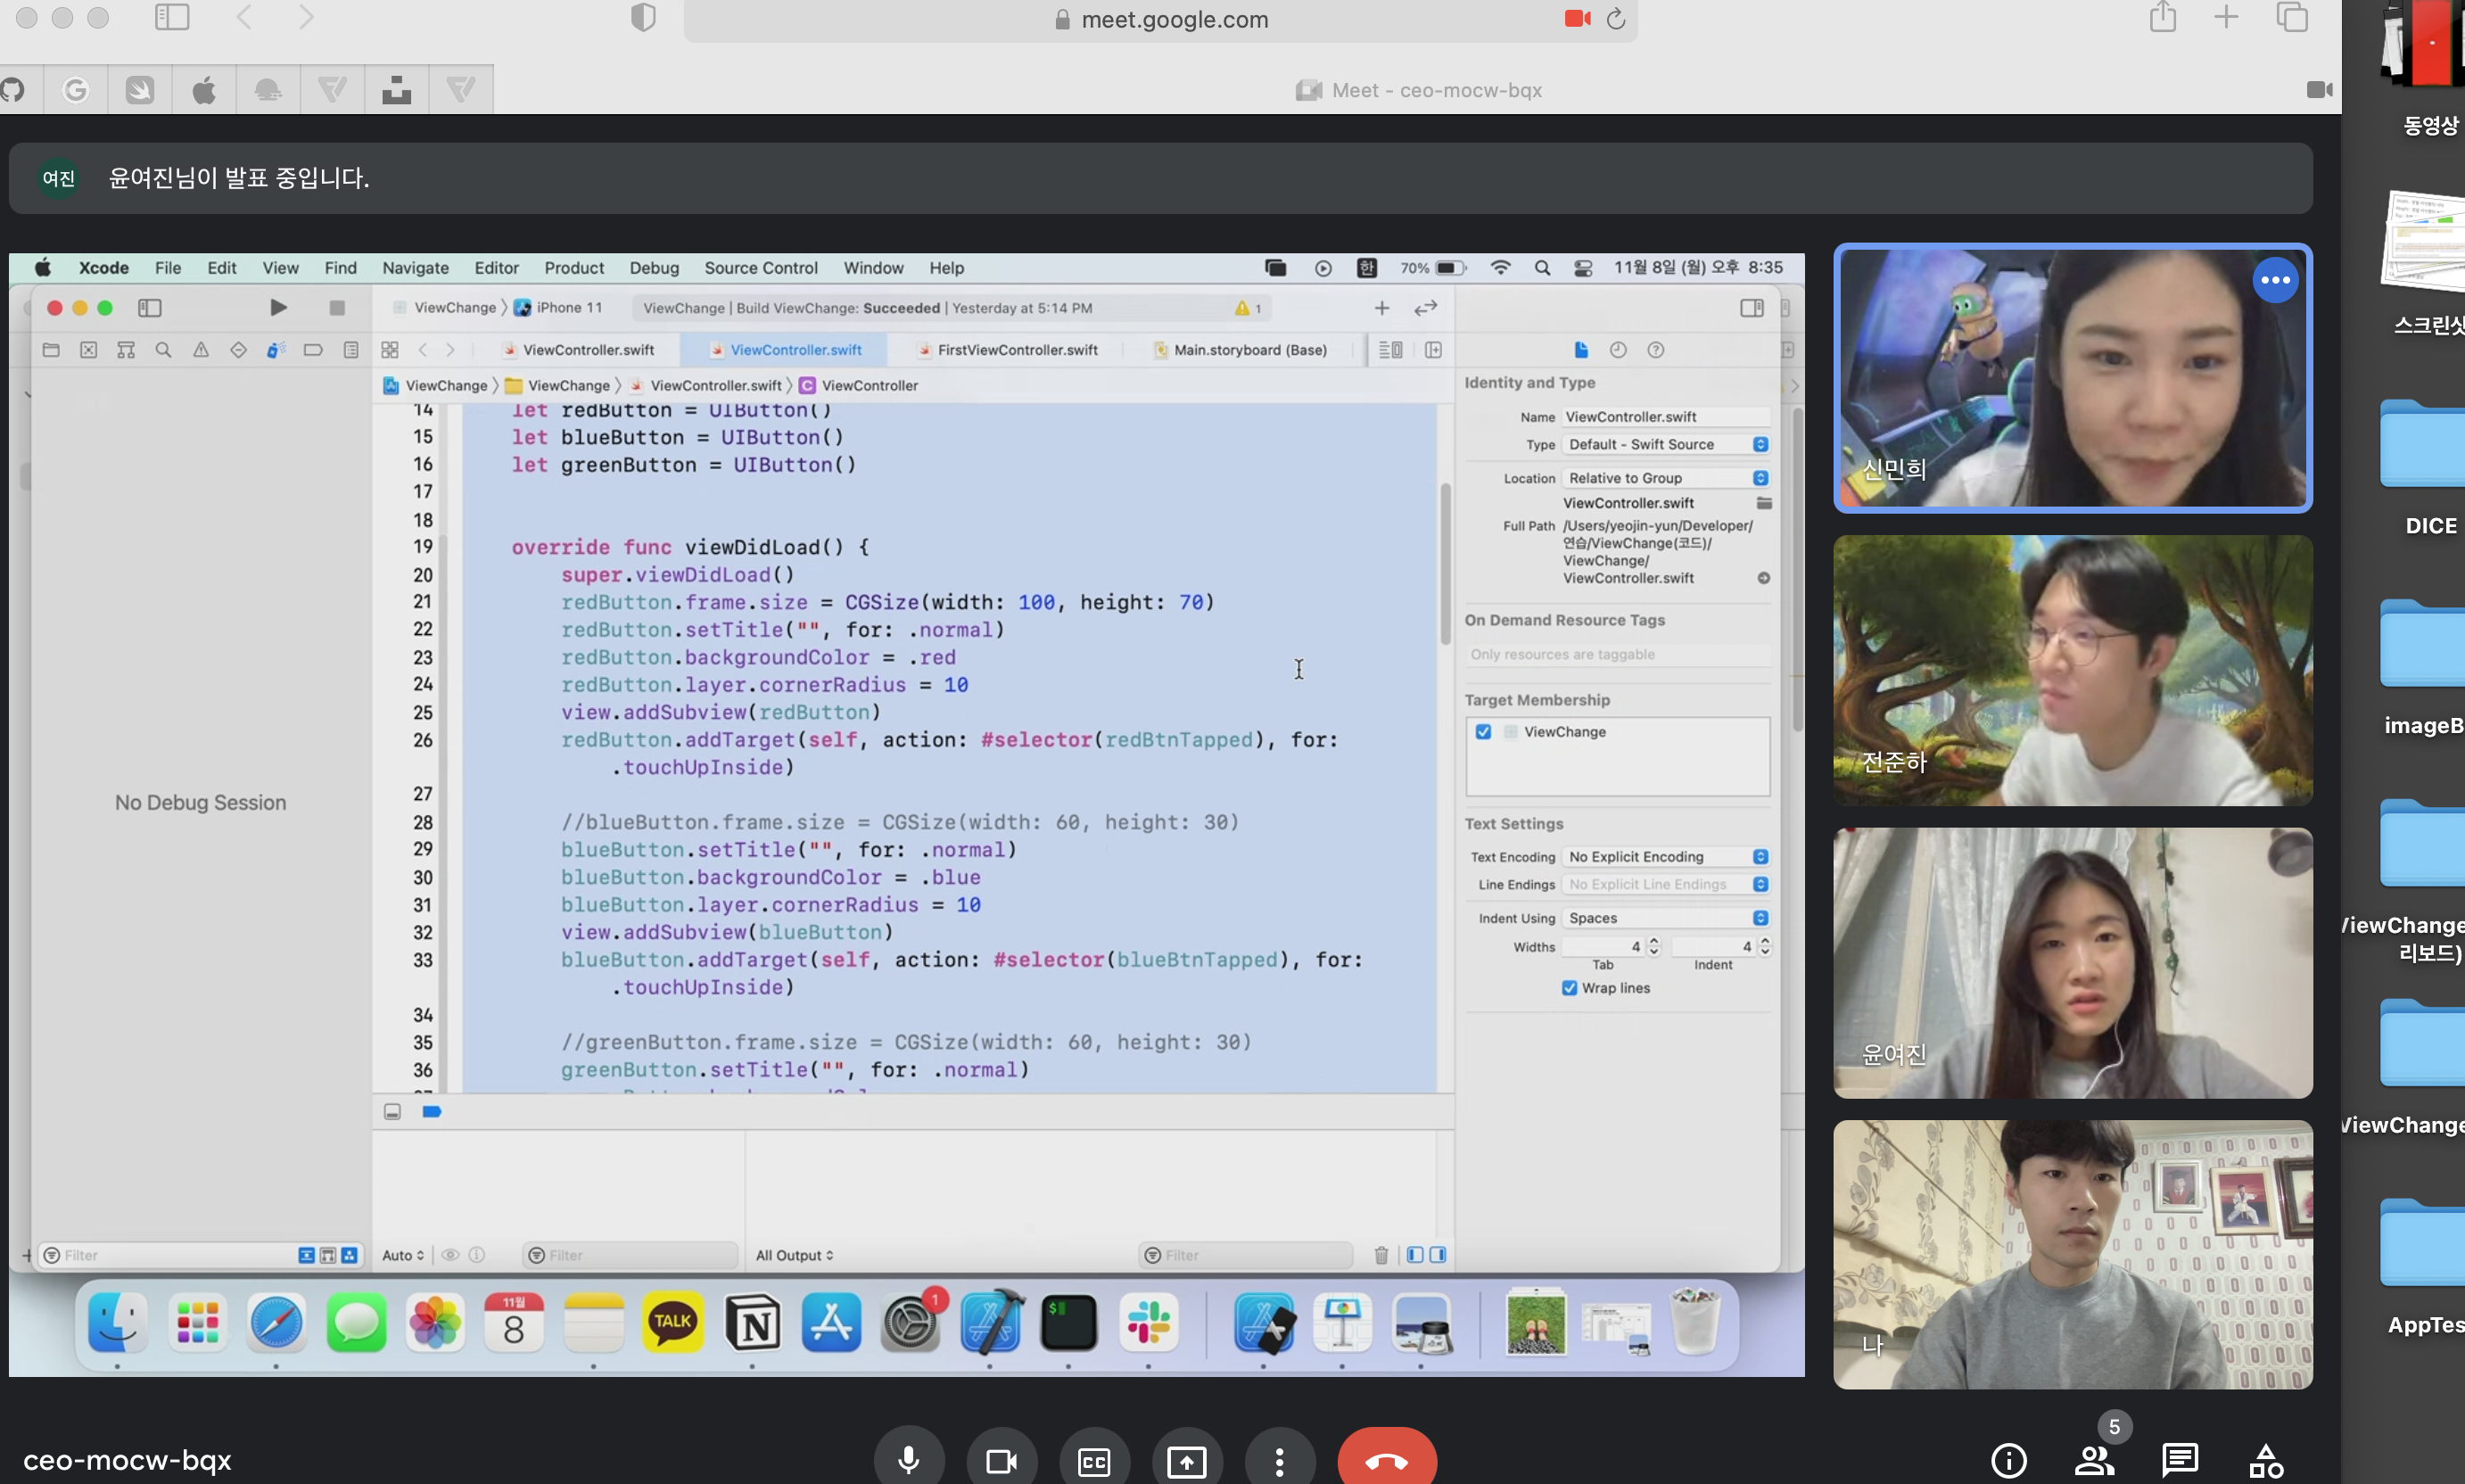 meet.google.com
Meet - ceo-mocw-bqx
여진 윤여진님이 발표 중입니다.
Xcode File Edit View Find Navigate Editor Product Debug Source Control Window Help 한 70% 11월 8일 (월) 오후 8:35
ViewChange iPhone 11 ViewChange | Build ViewChange: Succeeded | Yesterday at 5:14 PM 1
ViewController.swift ViewController.swift FirstViewController.swift Main.storyboard (Base)
ViewChange ViewChange ViewController.swift C ViewController
14 let redButton = UIButton()
15 let blueButton = UIButton()
16 let greenButton = UIButton()
17
18
19 override func viewDidLoad() {
20 super.viewDidLoad()
21 redButton.frame.size = CGSize(width: 100, height: 70)
22 redButton.setTitle("", for: .normal)
23 redButton.backgroundColor = .red
24 redButton.layer.cornerRadius = 10
25 view.addSubview(redButton)
26 redButton.addTarget(self, action: #selector(redBtnTapped), for:
.touchUpInside)
27
28 //blueButton.frame.size = CGSize(width: 60, height: 30)
29 blueButton.setTitle("", for: .normal)
30 blueButton.backgroundColor = .blue
31 blueButton.layer.cornerRadius = 10
32 view.addSubview(blueButton)
33 blueButton.addTarget(self, action: #selector(blueBtnTapped), for:
.touchUpInside)
34
35 //greenButton.frame.size = CGSize(width: 60, height: 30)
36 greenButton.setTitle("", for: .normal)
No Debug Session
Filter
Auto
Filter
All Output
Filter
Identity and Type
Name ViewController.swift
Type Default - Swift Source
Location Relative to Group
ViewController.swift
Full Path /Users/yeojin-yun/Developer/
연습/ViewChange(코드)/
ViewChange/
ViewController.swift
On Demand Resource Tags
Only resources are taggable
Target Membership
ViewChange
Text Settings
Text Encoding No Explicit Encoding
Line Endings No Explicit Line Endings
Indent Using Spaces
Widths 4 4
Tab Indent
Wrap lines
11월
8
TALK
1
신민희
전준하
윤여진
나
동영상
스크린샷
DICE
imageB
ViewChange
리보드)
ViewChange
AppTes
ceo-mocw-bqx
CC
5